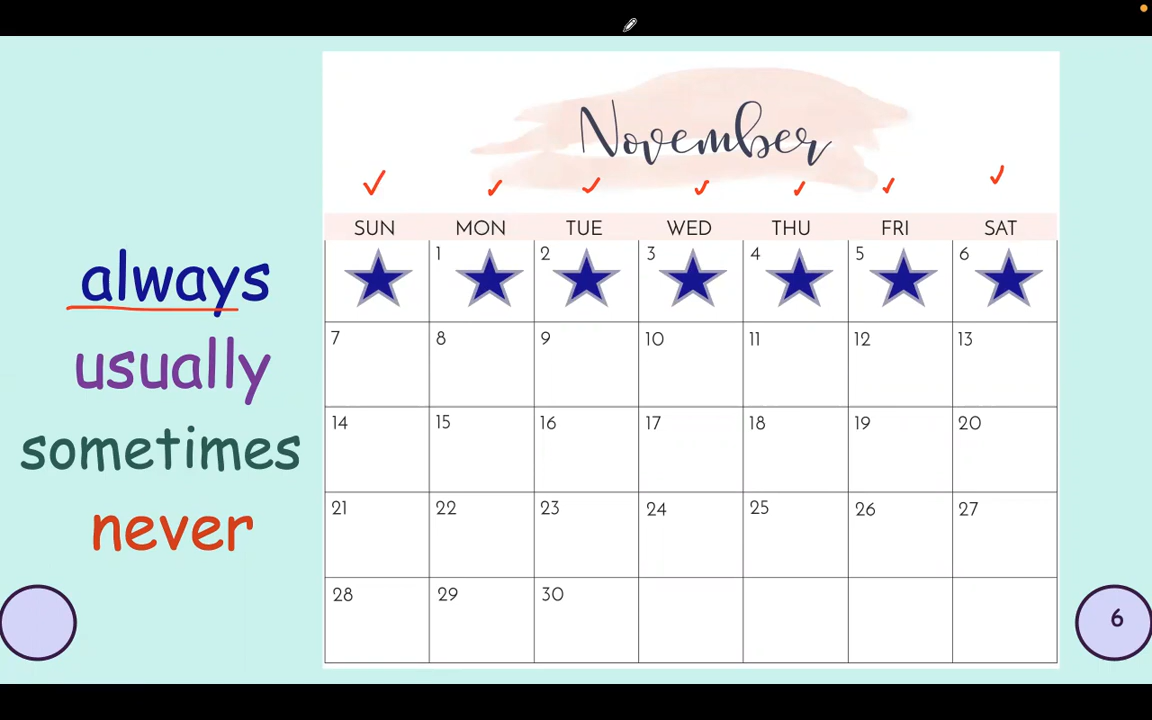 November
SUN MON TUE WED THU FRI SAT
1 2 3 4 5 6
always
7 8 9 10 11 12 13
usually
14 15 16 17 18 19 20
sometimes
21 22 23 24 25 26 27
never
28 29 30
6